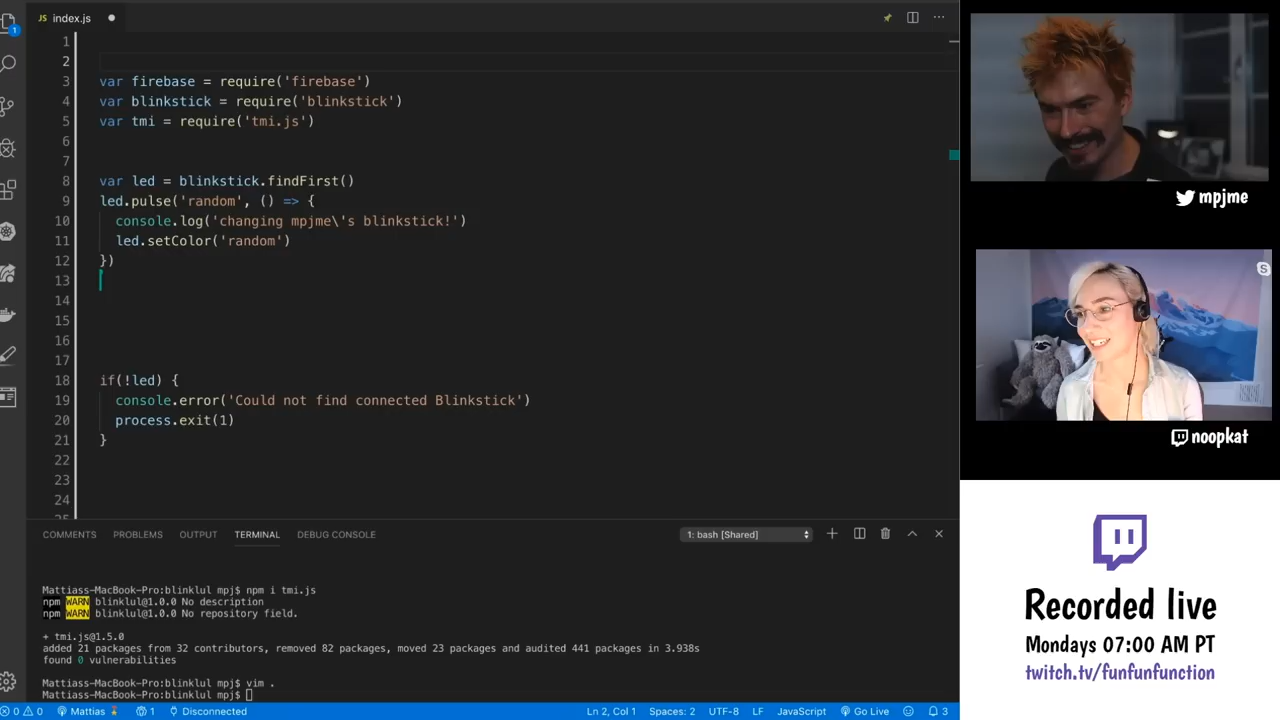 JS index.js
1
2
3 var firebase = require('firebase')
4 var blinkstick = require('blinkstick')
5 var tmi = require('tmi.js')
6
7
8 var led = blinkstick.findFirst()
9 led.pulse('random', () => {
10 console.log('changing mpjme\'s blinkstick!')
11 led.setColor('random')
12 })
13
14
15
16
17
18 if(!led) {
19 console.error('Could not find connected Blinkstick')
20 process.exit(1)
21 }
22
23
24
25
COMMENTS PROBLEMS OUTPUT TERMINAL DEBUG CONSOLE 1: bash [Shared]
Mattiass-MacBook-Pro:blinklul mpj$ npm i tmi.js
npm WARN blinklul@1.0.0 No description
npm WARN blinklul@1.0.0 No repository field.
+ tmi.js@1.5.0
added 21 packages from 32 contributors, removed 82 packages, moved 23 packages and audited 441 packages in 3.938s
found 0 vulnerabilities
Mattiass-MacBook-Pro:blinklul mpj$ vim .
Mattiass-MacBook-Pro:blinklul mpj$
0 0 Mattias 1 Disconnected Ln 2, Col 1 Spaces: 2 UTF-8 LF JavaScript Go Live 3
mpjme
noopkat
Recorded live
Mondays 07:00 AM PT
twitch.tv/funfunfunction